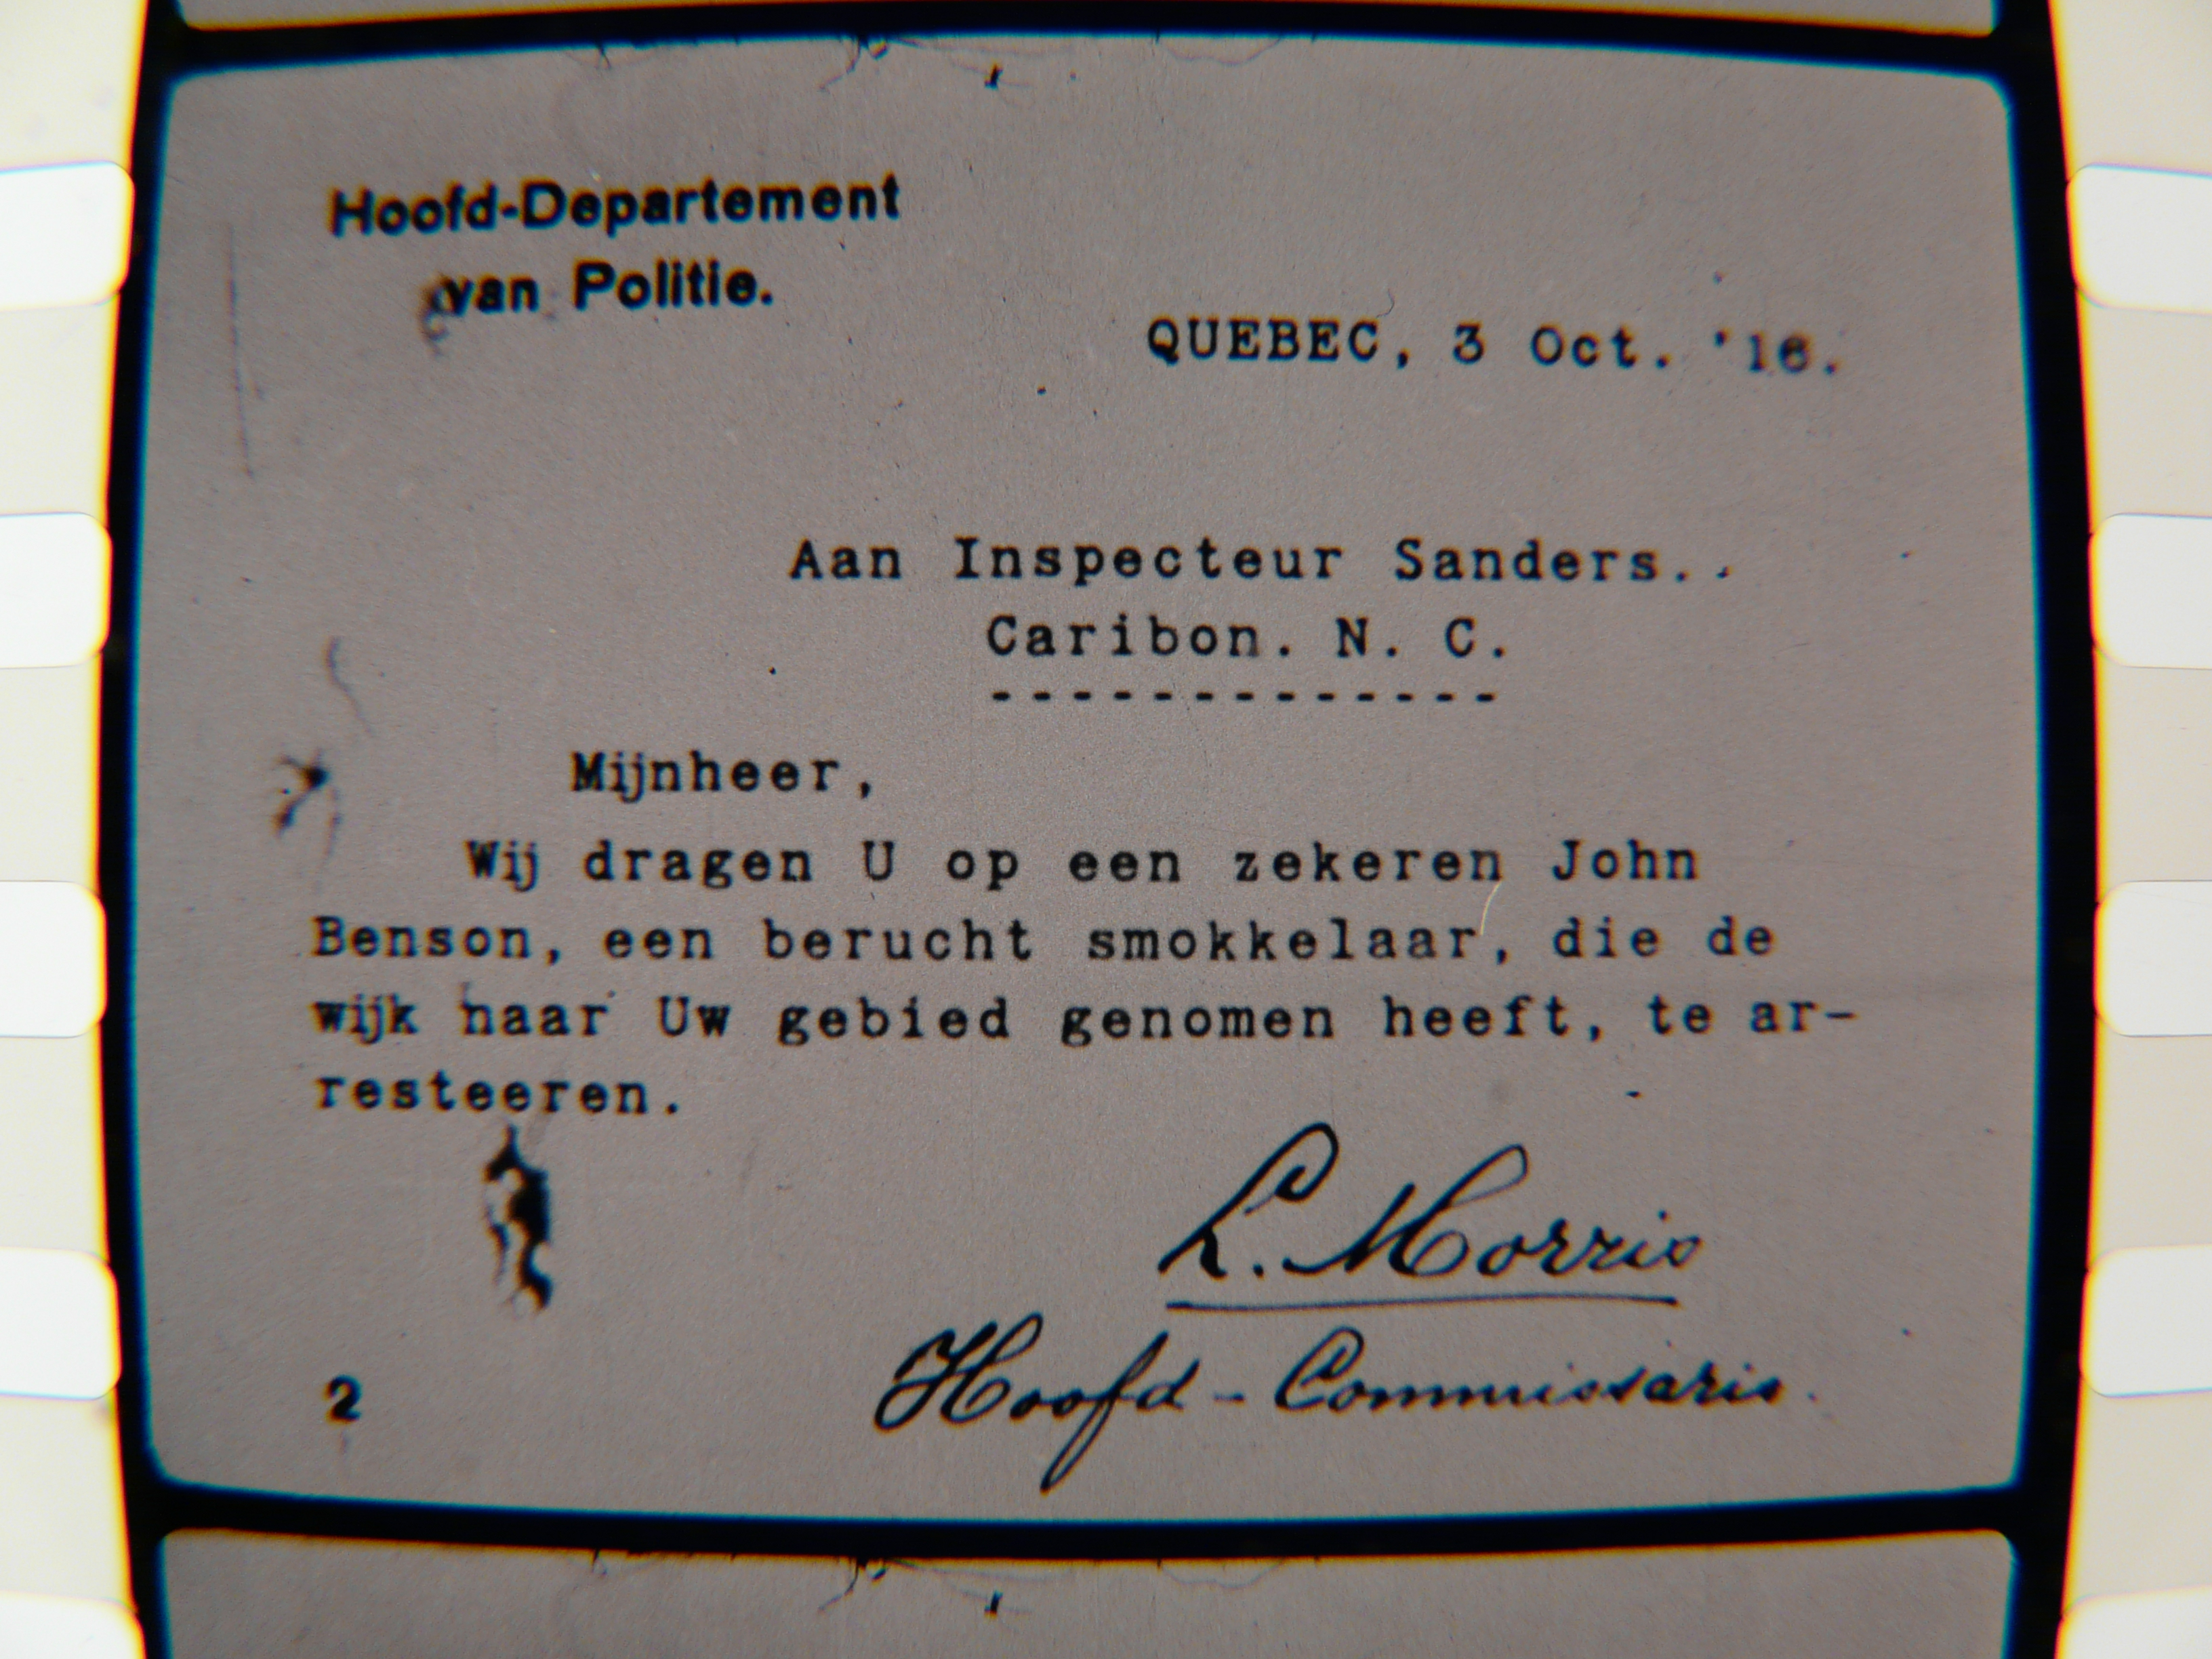 Hoofd-Departement
van Politie.
QUEBEC, 3 Oct. '16.
Aan Inspecteur Sanders.
Caribon. N. C.
--------------
Mijnheer,
Wij dragen U op een zekeren John
Benson, een berucht smokkelaar, die de
wijk naar Uw gebied genomen heeft, te ar-
resteeren.
L. Morris
Hoofd-Commissaris.
2